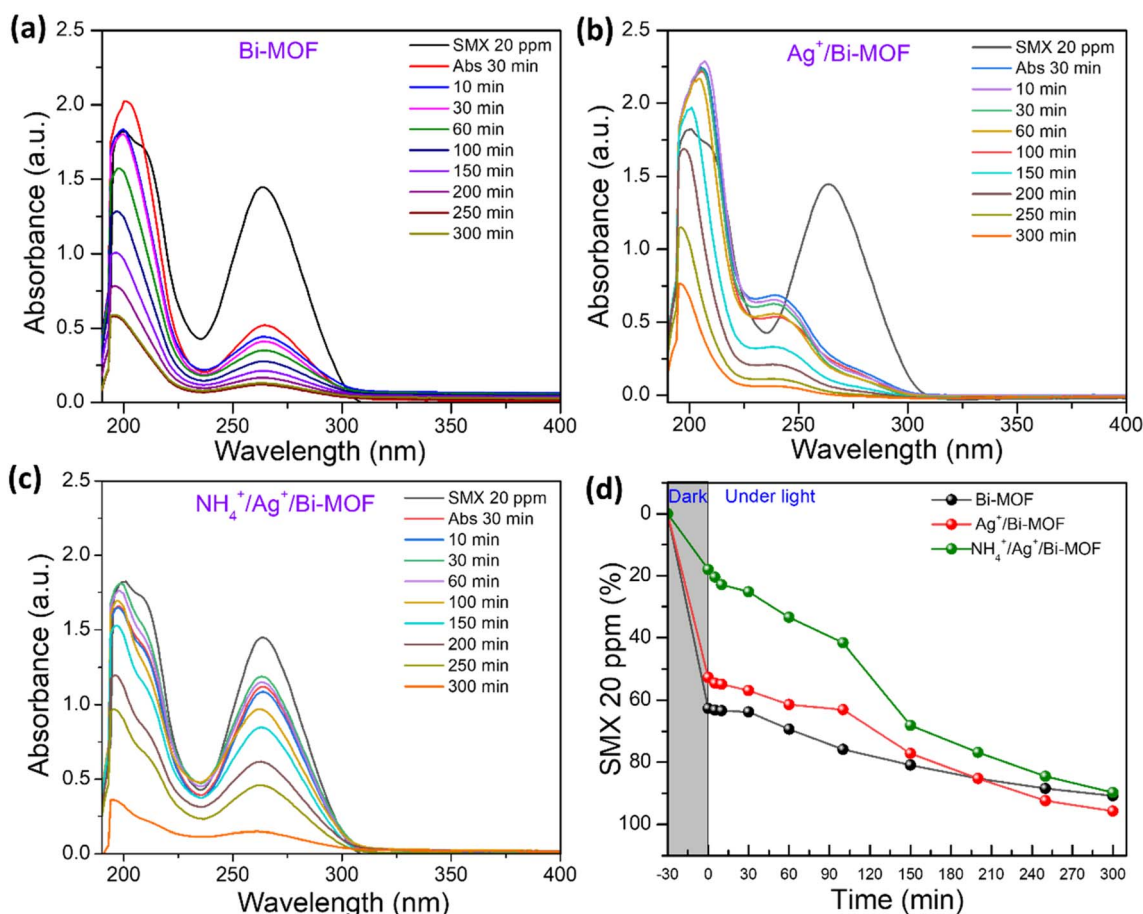 (a)
Bi-MOF
SMX 20 ppm
Abs 30 min
10 min
30 min
60 min
100 min
150 min
200 min
250 min
300 min
2.5
2.0
1.5
1.0
0.5
0.0
Absorbance (a.u.)
200 250 300 350 400
Wavelength (nm)
(b)
Ag⁺/Bi-MOF
SMX 20 ppm
Abs 30 min
10 min
30 min
60 min
100 min
150 min
200 min
250 min
300 min
2.5
2.0
1.5
1.0
0.5
0.0
Absorbance (a.u.)
200 250 300 350 400
Wavelength (nm)
(c)
NH₄⁺/Ag⁺/Bi-MOF
SMX 20 ppm
Abs 30 min
10 min
30 min
60 min
100 min
150 min
200 min
250 min
300 min
2.5
2.0
1.5
1.0
0.5
0.0
Absorbance (a.u.)
200 250 300 350 400
Wavelength (nm)
(d)
Dark Under light
Bi-MOF
Ag⁺/Bi-MOF
NH₄⁺/Ag⁺/Bi-MOF
0
20
40
60
80
100
SMX 20 ppm (%)
-30 0 30 60 90 120 150 180 210 240 270 300
Time (min)